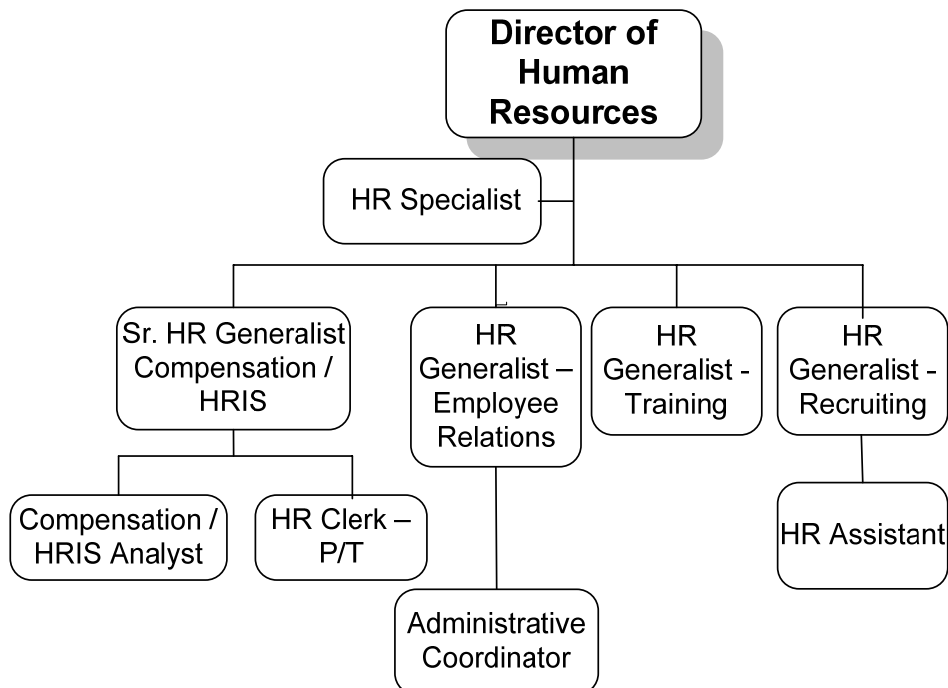 Director of
Human
Resources
HR Specialist
Sr. HR Generalist
Compensation /
HRIS
HR
Generalist –
Employee
Relations
HR
Generalist -
Training
HR
Generalist -
Recruiting
Compensation /
HRIS Analyst
HR Clerk –
P/T
HR Assistant
Administrative
Coordinator